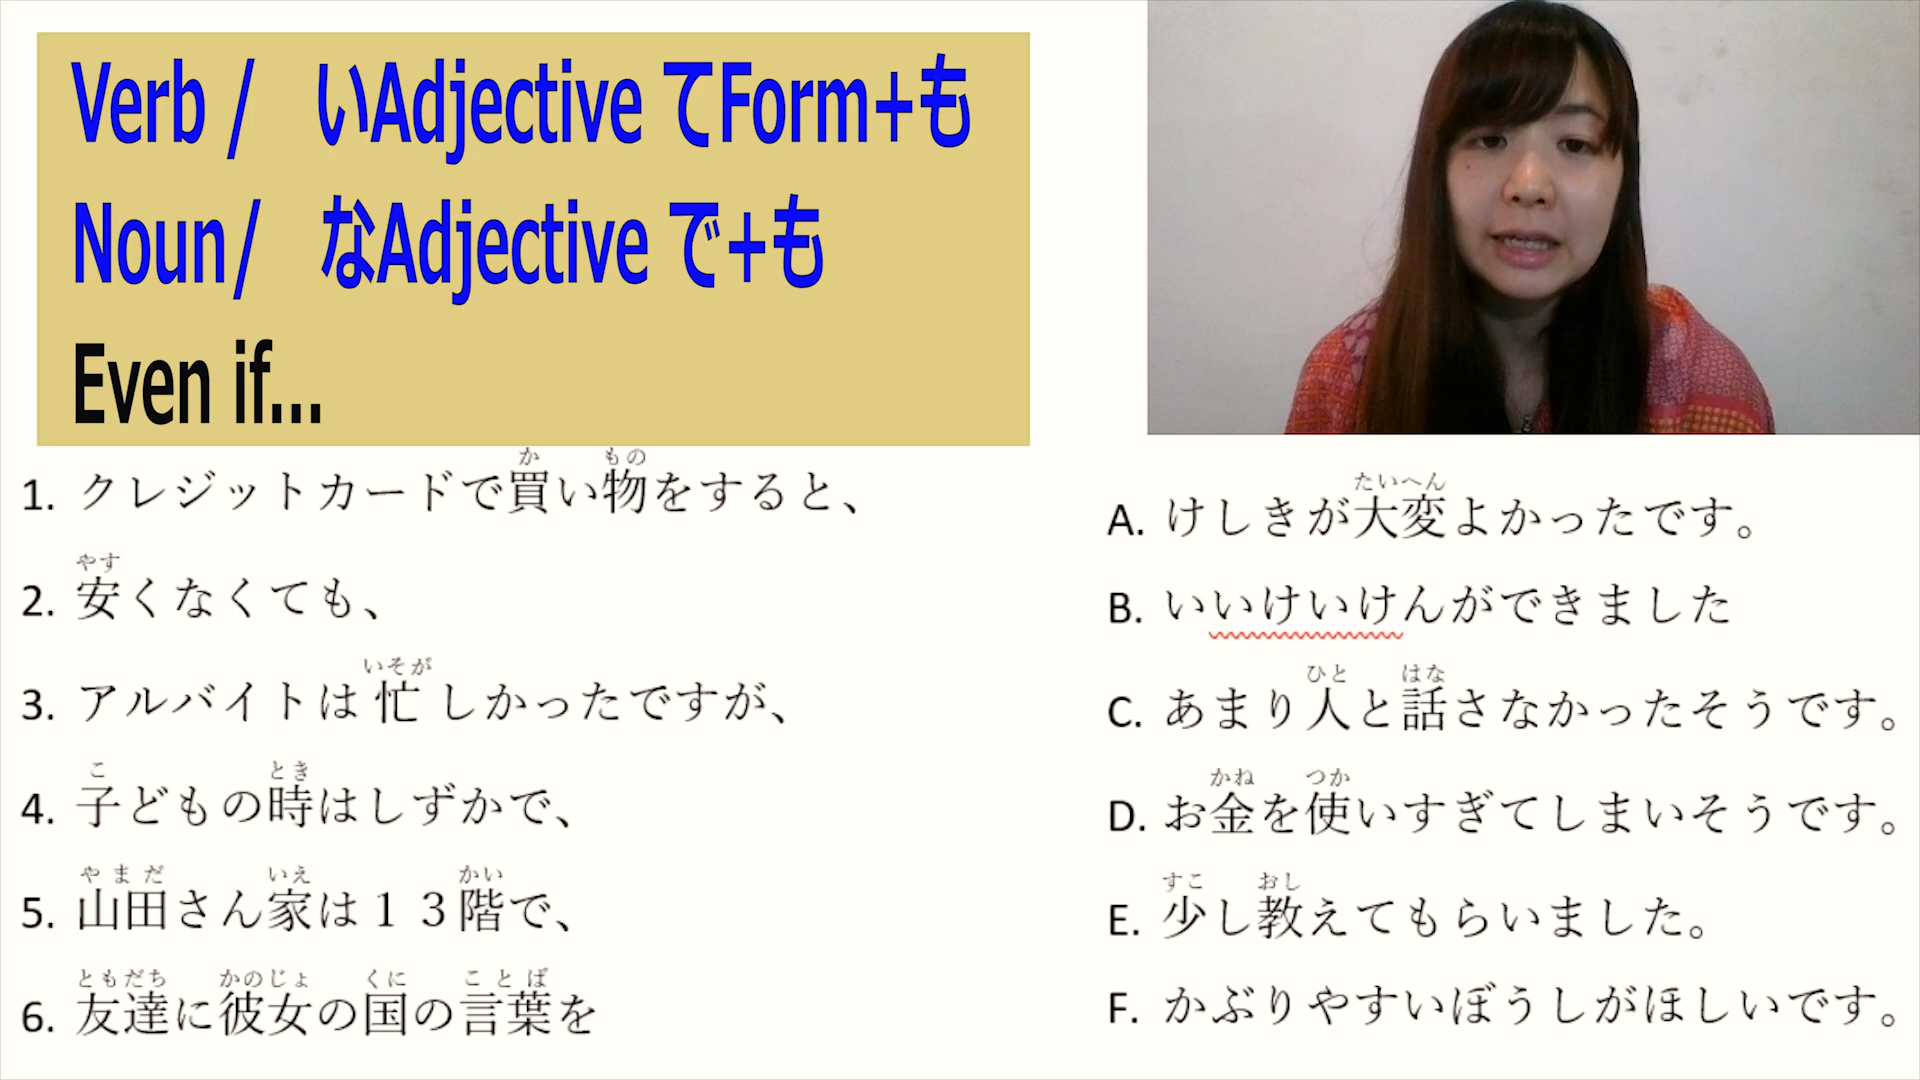 Verb / いAdjective てForm+も
Noun/ なAdjective で+も
Even if...
1. クレジットカードで買い物をすると、
2. 安くなくても、
3. アルバイトは忙しかったですが、
4. 子どもの時はしずかで、
5. 山田さん家は13階で、
6. 友達に彼女の国の言葉を
A. けしきが大変よかったです。
B. いいけいけんができました
C. あまり人と話さなかったそうです。
D. お金を使いすぎてしまいそうです。
E. 少し教えてもらいました。
F. かぶりやすいぼうしがほしいです。